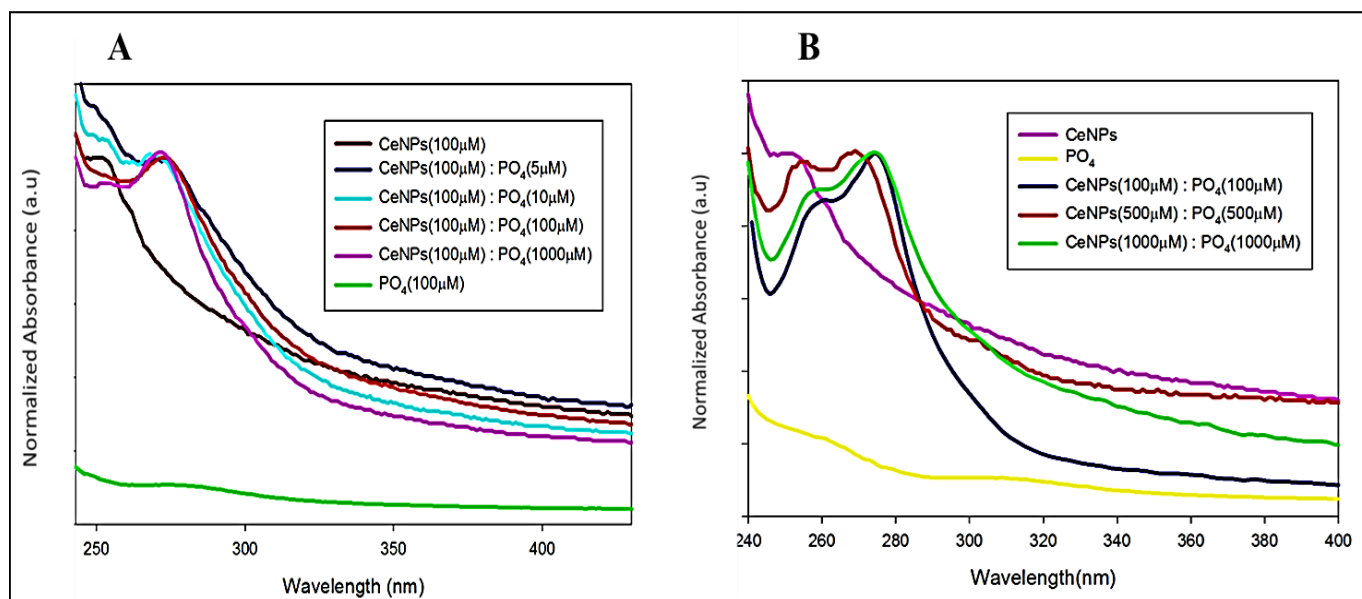 A
B
Normalized Absorbance (a.u)
CeNPs(100μM)
CeNPs(100μM) : PO₄(5μM)
CeNPs(100μM) : PO₄(10μM)
CeNPs(100μM) : PO₄(100μM)
CeNPs(100μM) : PO₄(1000μM)
PO₄(100μM)
250
300
350
400
Wavelength (nm)
Normalized Absorbance (a.u)
CeNPs
PO₄
CeNPs(100μM) : PO₄(100μM)
CeNPs(500μM) : PO₄(500μM)
CeNPs(1000μM) : PO₄(1000μM)
240
260
280
300
320
340
360
380
400
Wavelength(nm)